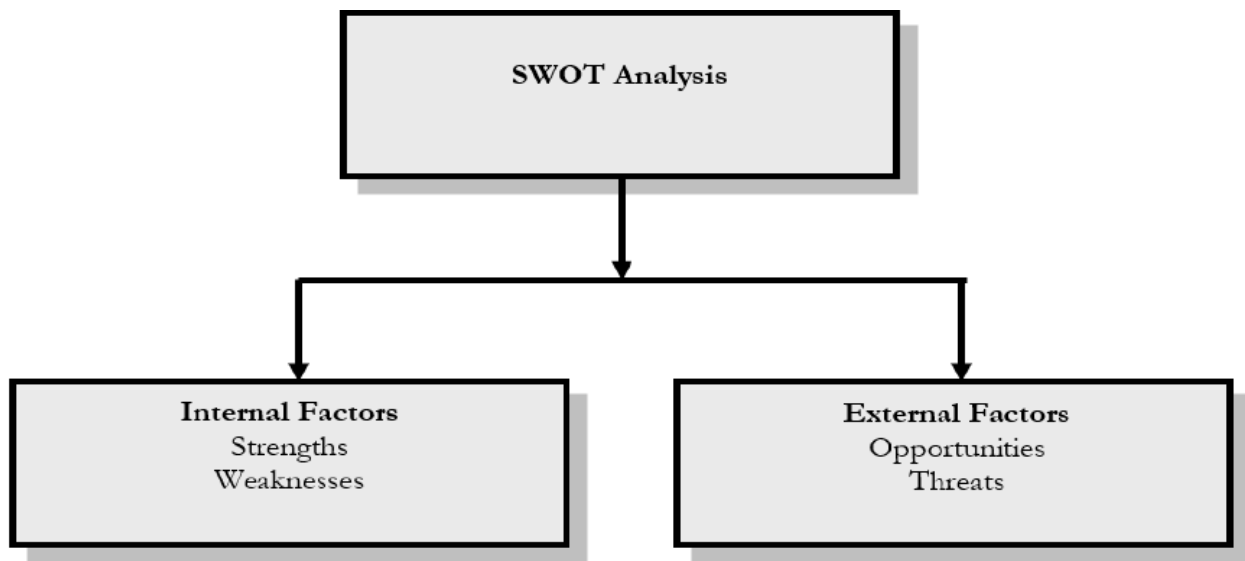 SWOT Analysis
Internal Factors
Strengths
Weaknesses
External Factors
Opportunities
Threats